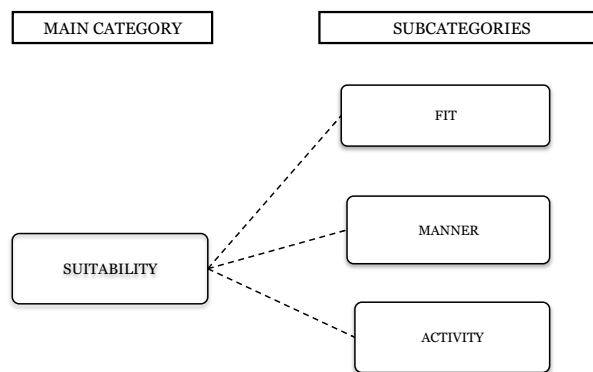 MAIN CATEGORY
SUBCATEGORIES
FIT
MANNER
SUITABILITY
ACTIVITY